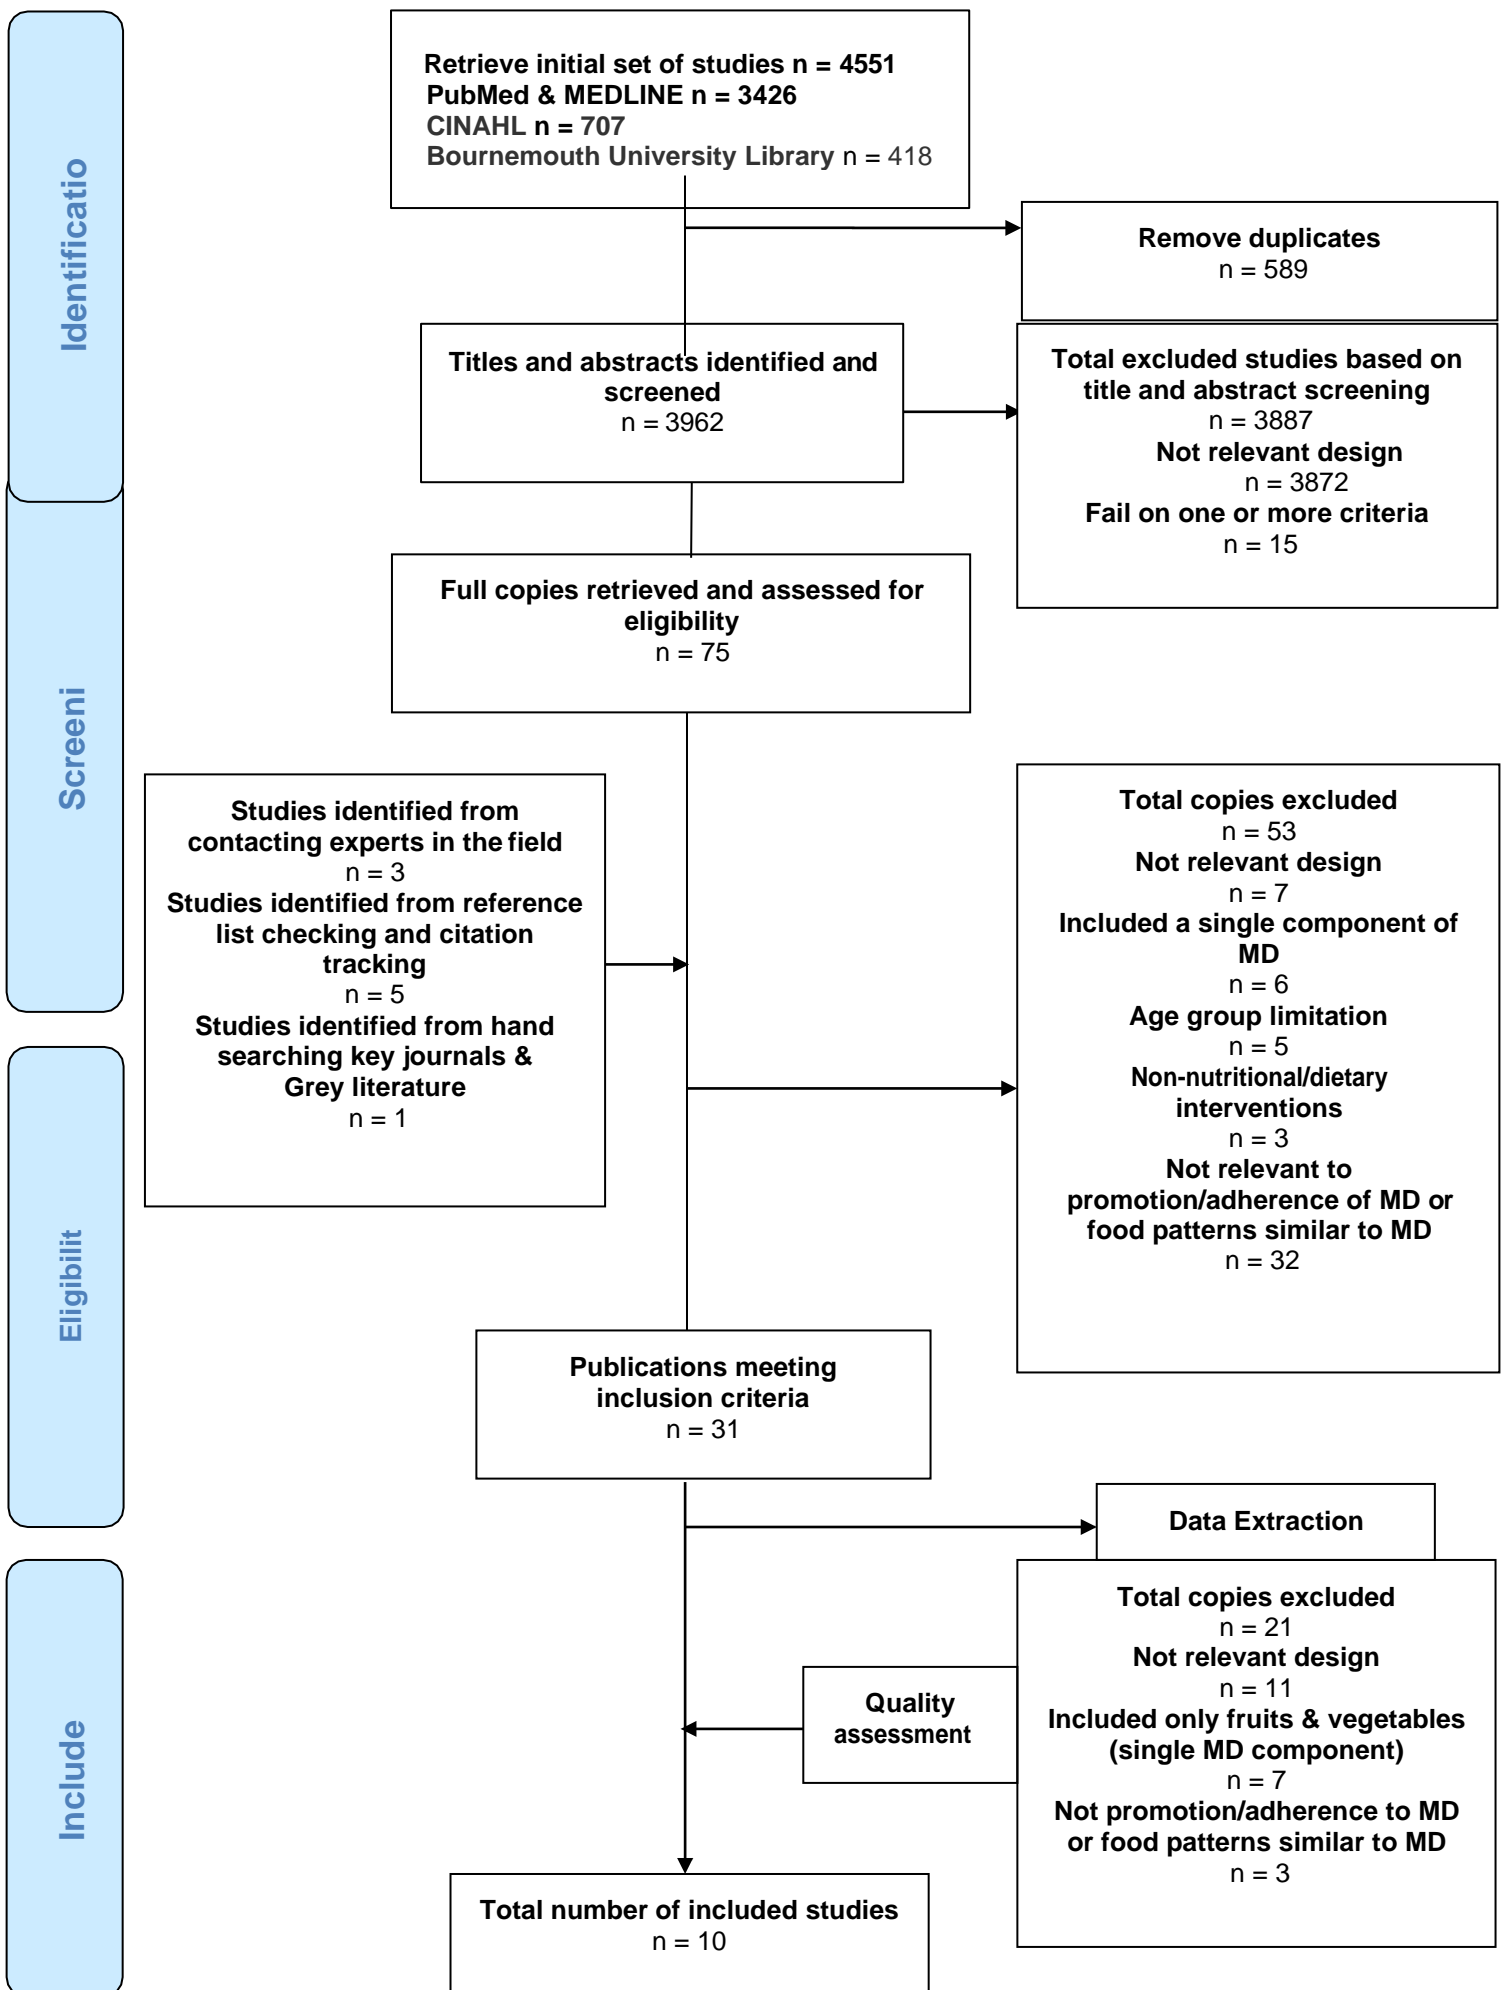 Identificatio
Retrieve initial set of studies n = 4551
PubMed & MEDLINE n = 3426
CINAHL n = 707
Bournemouth University Library n = 418
Remove duplicates
n = 589
Titles and abstracts identified and
screened
n = 3962
Total excluded studies based on
title and abstract screening
n = 3887
Not relevant design
n = 3872
Fail on one or more criteria
n = 15
Screeni
Full copies retrieved and assessed for
eligibility
n = 75
Studies identified from
contacting experts in the field
n = 3
Studies identified from reference
list checking and citation
tracking
n = 5
Studies identified from hand
searching key journals &
Grey literature
n = 1
Total copies excluded
n = 53
Not relevant design
n = 7
Included a single component of
MD
n = 6
Age group limitation
n = 5
Non-nutritional/dietary
interventions
n = 3
Not relevant to
promotion/adherence of MD or
food patterns similar to MD
n = 32
Eligibilit
Publications meeting
inclusion criteria
n = 31
Data Extraction
Include
Quality
assessment
Total copies excluded
n = 21
Not relevant design
n = 11
Included only fruits & vegetables
(single MD component)
n = 7
Not promotion/adherence to MD
or food patterns similar to MD
n = 3
Total number of included studies
n = 10